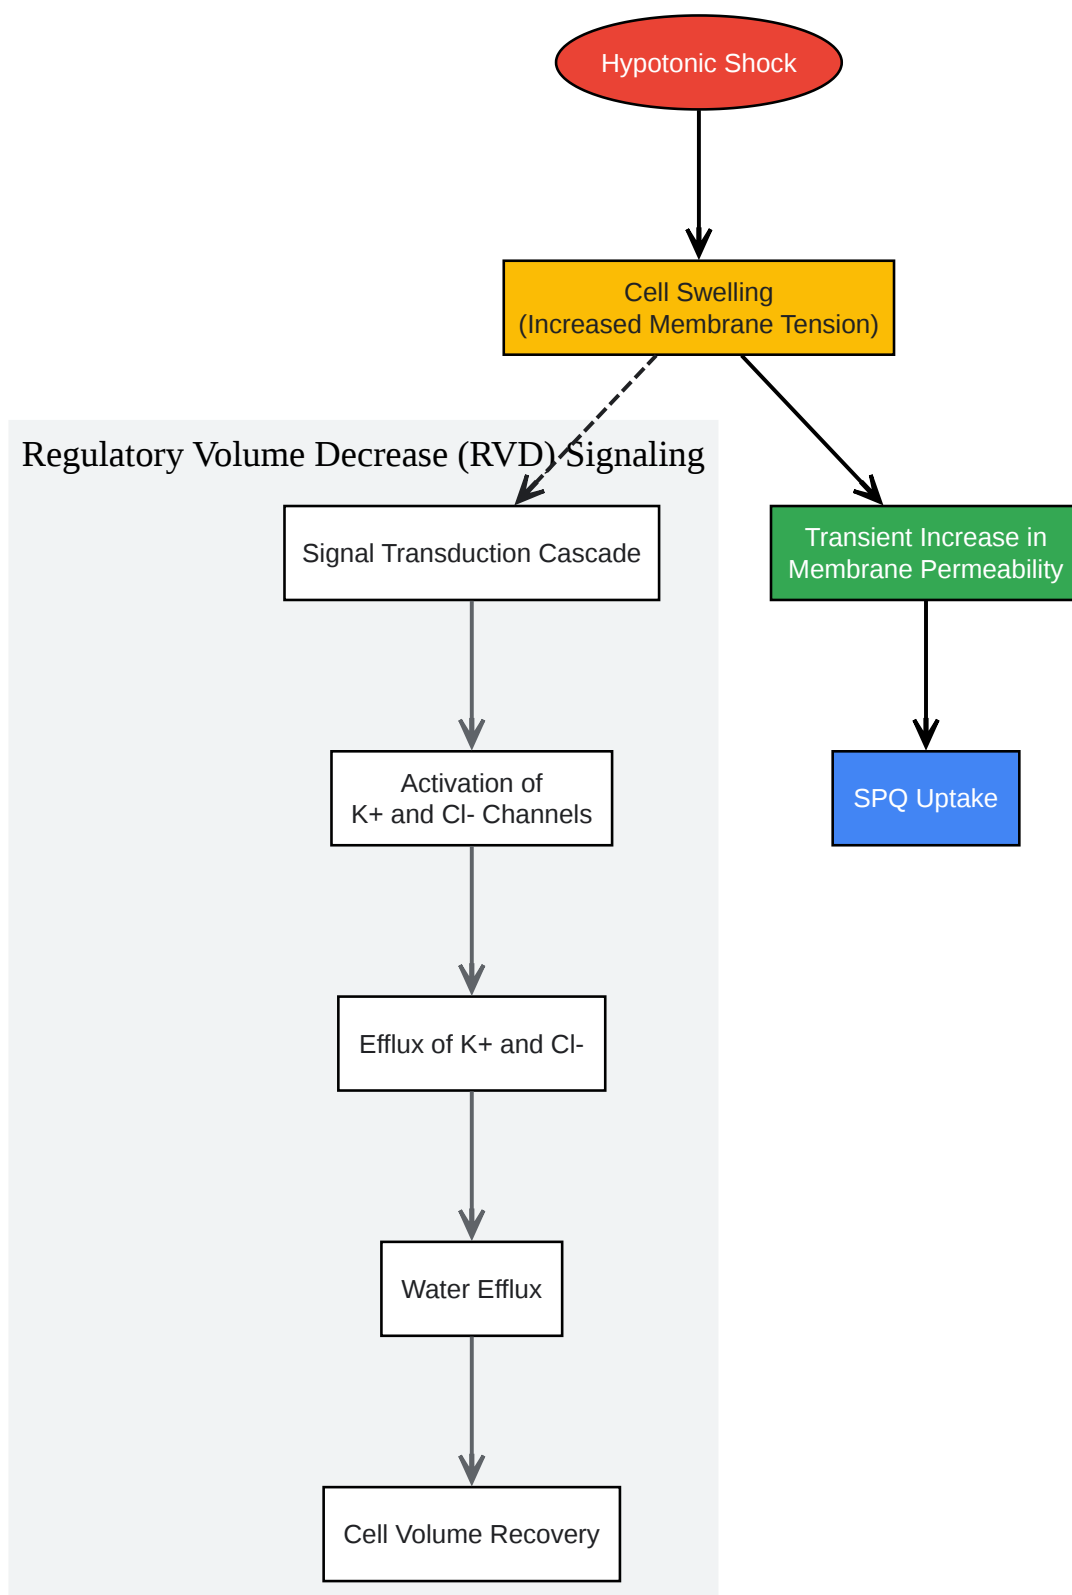 Hypotonic Shock
Cell Swelling
(Increased Membrane Tension)
Regulatory Volume Decrease (RVD) Signaling
Signal Transduction Cascade
Transient Increase in
Membrane Permeability
Activation of
K+ and Cl- Channels
SPQ Uptake
Efflux of K+ and Cl-
Water Efflux
Cell Volume Recovery